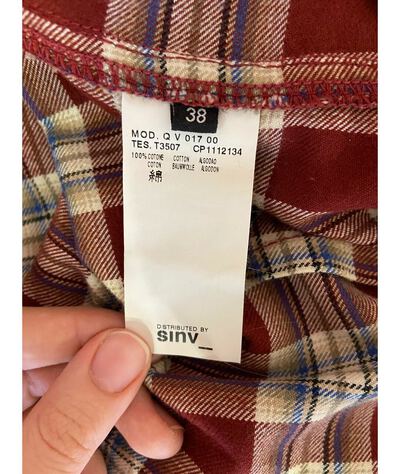 38
MOD. Q V 017 00
TES. T3507 CP1112134
100% COTONE COTTON ALGODAO
COTON BAUMWOLLE ALGODON
綿
DISTRIBUTED BY
sinv_